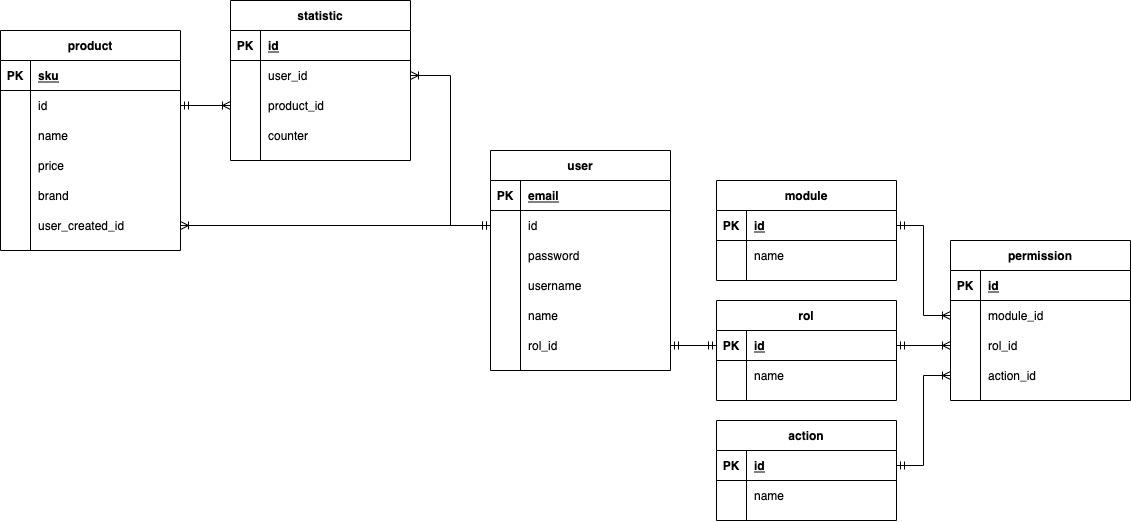 product
PK sku
id
name
price
brand
user_created_id
statistic
PK id
user_id
product_id
counter
user
PK email
id
password
username
name
rol_id
module
PK id
name
rol
PK id
name
action
PK id
name
permission
PK id
module_id
rol_id
action_id